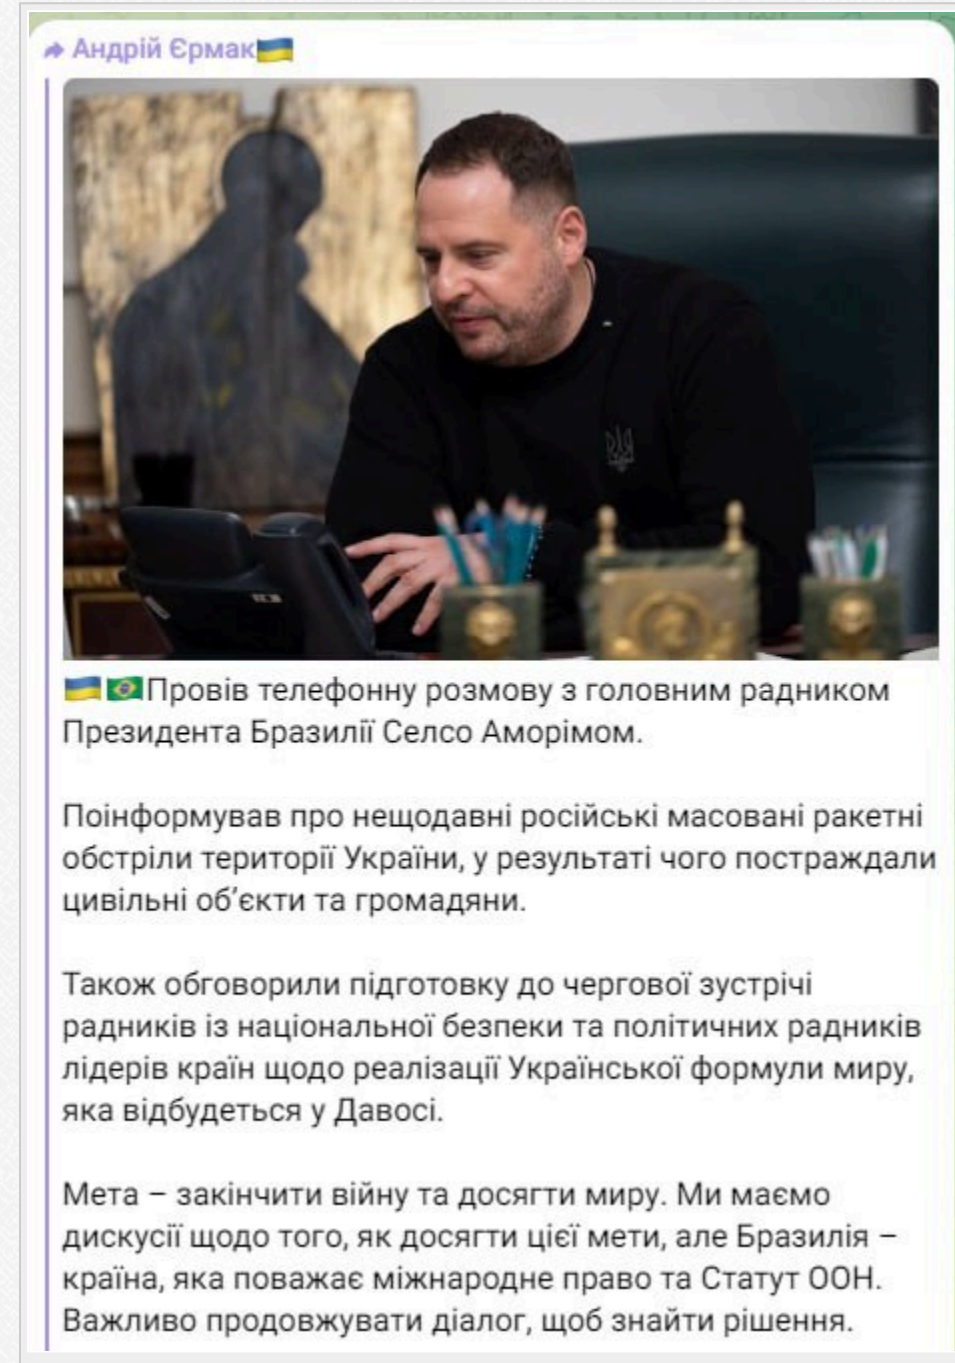 Андрій Єрмак🇺🇦
🇺🇦🇧🇷Провів телефонну розмову з головним радником
Президента Бразилії Селсо Аморімом.
Поінформував про нещодавні російські масовані ракетні
обстріли території України, у результаті чого постраждали
цивільні об’єкти та громадяни.
Також обговорили підготовку до чергової зустрічі
радників із національної безпеки та політичних радників
лідерів країн щодо реалізації Української формули миру,
яка відбудеться у Давосі.
Мета – закінчити війну та досягти миру. Ми маємо
дискусії щодо того, як досягти цієї мети, але Бразилія –
країна, яка поважає міжнародне право та Статут ООН.
Важливо продовжувати діалог, щоб знайти рішення.